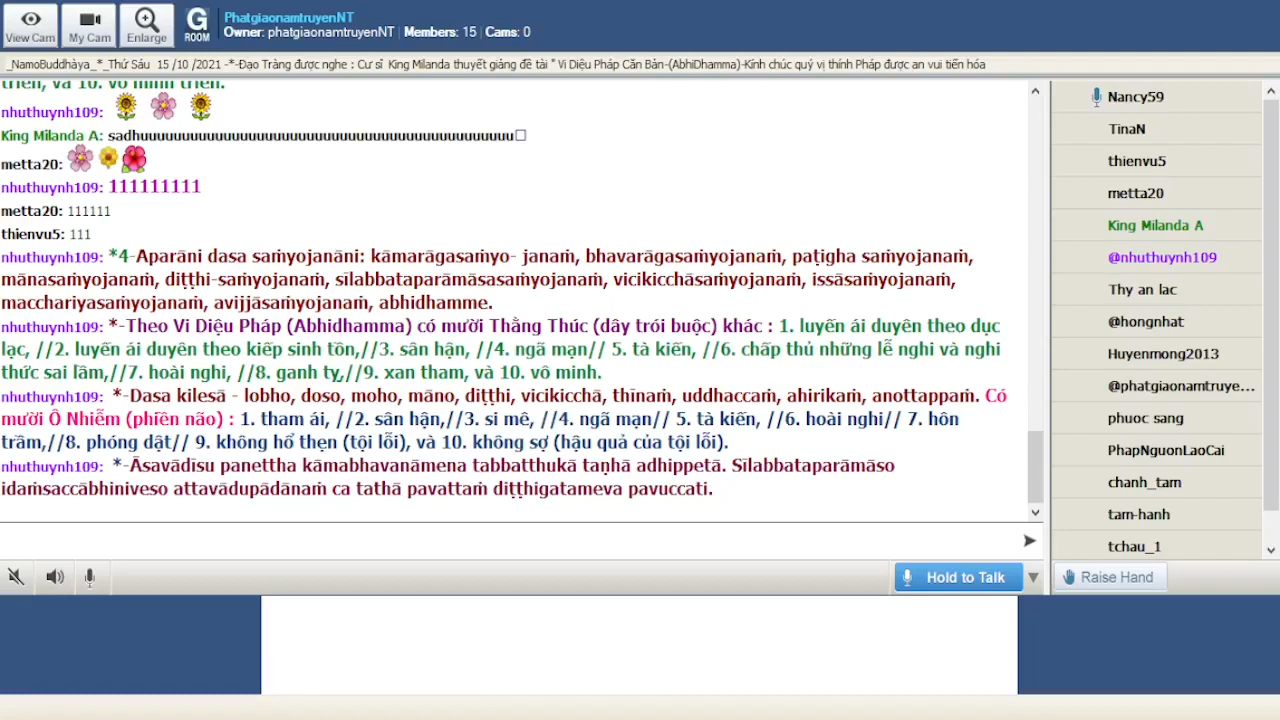 View Cam
My Cam
Enlarge
G
ROOM
PhatgiaonamtruyenNT
Owner: phatgiaonamtruyenNT | Members: 15 | Cams: 0
_NamoBuddhàya_*_Thứ Sáu 15 /10 /2021 -*-Đạo Tràng được nghe : Cư sĩ King Milanda thuyết giảng đề tài " Vi Diệu Pháp Căn Bản-(AbhiDhamma)-Kính chúc quý vị thính Pháp được an vui tiến hóa
triền, và 10. vô minh triền.
nhuthuynh109:
King Milanda A: sadhuuuuuuuuuuuuuuuuuuuuuuuuuuuuuuuuuuuuuuuuuuuuu□
metta20:
nhuthuynh109: 111111111
metta20: 111111
thienvu5: 111
nhuthuynh109: *4-Aparāni dasa saṁyojanāni: kāmarāgasaṁyo- janaṁ, bhavarāgasaṁyojanaṁ, paṭigha saṁyojanaṁ,
mānasaṁyojanaṁ, diṭṭhi-saṁyojanaṁ, sīlabbataparāmāsasaṁyojanaṁ, vicikicchāsaṁyojanaṁ, issāsaṁyojanaṁ,
macchariyasaṁyojanaṁ, avijjāsaṁyojanaṁ, abhidhamme.
nhuthuynh109: *-Theo Vi Diệu Pháp (Abhidhamma) có mười Thằng Thúc (dây trói buộc) khác : 1. luyến ái duyên theo dục
lạc, //2. luyến ái duyên theo kiếp sinh tồn,//3. sân hận, //4. ngã mạn// 5. tà kiến, //6. chấp thủ những lễ nghi và nghi
thức sai lầm,//7. hoài nghi, //8. ganh tỵ,//9. xan tham, và 10. vô minh.
nhuthuynh109: *-Dasa kilesā - lobho, doso, moho, māno, diṭṭhi, vicikicchā, thīnaṁ, uddhaccaṁ, ahirikaṁ, anottappaṁ. Có
mười Ô Nhiễm (phiền não) : 1. tham ái, //2. sân hận,//3. si mê, //4. ngã mạn// 5. tà kiến, //6. hoài nghi// 7. hôn
trầm,//8. phóng dật// 9. không hổ thẹn (tội lỗi), và 10. không sợ (hậu quả của tội lỗi).
nhuthuynh109: *-Āsavādīsu panettha kāmabhavanāmena tabbatthukā taṇhā adhippetā. Sīlabbataparāmāso
idaṁsaccābhiniveso attavādupādānaṁ ca tathā pavattaṁ diṭṭhigatameva pavuccati.
Hold to Talk
Nancy59
TinaN
thienvu5
metta20
King Milanda A
@nhuthuynh109
Thy an lac
@hongnhat
Huyenmong2013
@phatgiaonamtruye...
phuoc sang
PhapNguonLaoCai
chanh_tam
tam-hanh
tchau_1
Raise Hand